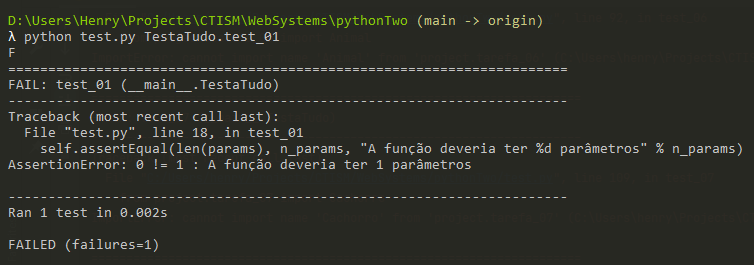 D:\Users\Henry\Projects\CTISM\WebSystems\pythonTwo (main -> origin)
λ python test.py TestaTudo.test_01
F
======================================================================
FAIL: test_01 (__main__.TestaTudo)
----------------------------------------------------------------------
Traceback (most recent call last):
  File "test.py", line 18, in test_01
    self.assertEqual(len(params), n_params, "A função deveria ter %d parâmetros" % n_params)
AssertionError: 0 != 1 : A função deveria ter 1 parâmetros

----------------------------------------------------------------------
Ran 1 test in 0.002s

FAILED (failures=1)